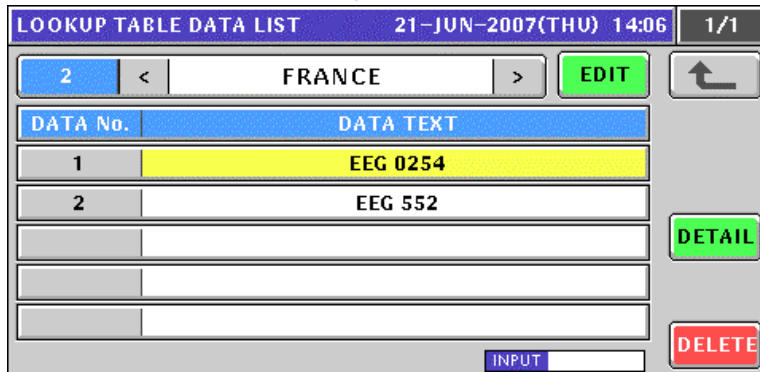 LOOKUP TABLE DATA LIST 21-JUN-2007(THU) 14:06 1/1
2 < FRANCE > EDIT
DATA No. DATA TEXT
1 EEG 0254
2 EEG 552
DETAIL
INPUT
DELETE